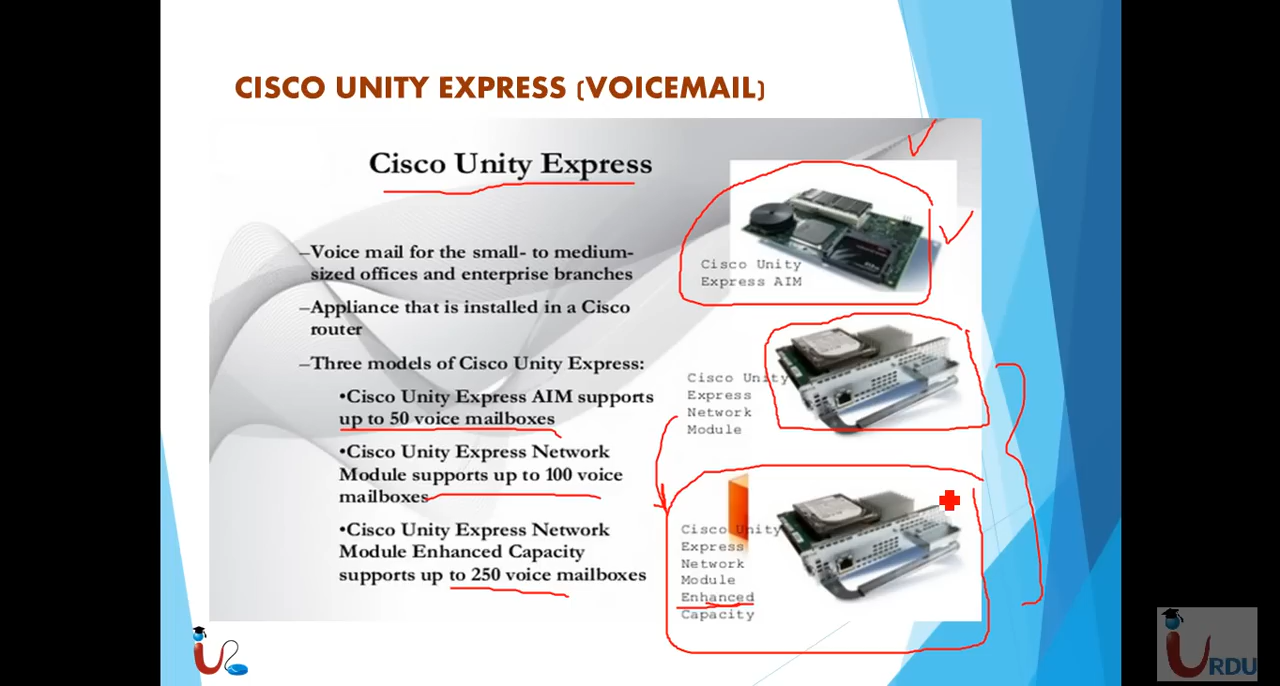 CISCO UNITY EXPRESS (VOICEMAIL)
Cisco Unity Express
–Voice mail for the small- to medium-
sized offices and enterprise branches
–Appliance that is installed in a Cisco
router
–Three models of Cisco Unity Express:
•Cisco Unity Express AIM supports
up to 50 voice mailboxes
•Cisco Unity Express Network
Module supports up to 100 voice
mailboxes
•Cisco Unity Express Network
Module Enhanced Capacity
supports up to 250 voice mailboxes
Cisco Unity
Express AIM
Cisco Unity
Express
Network
Module
Cisco Unity
Express
Network
Module
Enhanced
Capacity
URDU